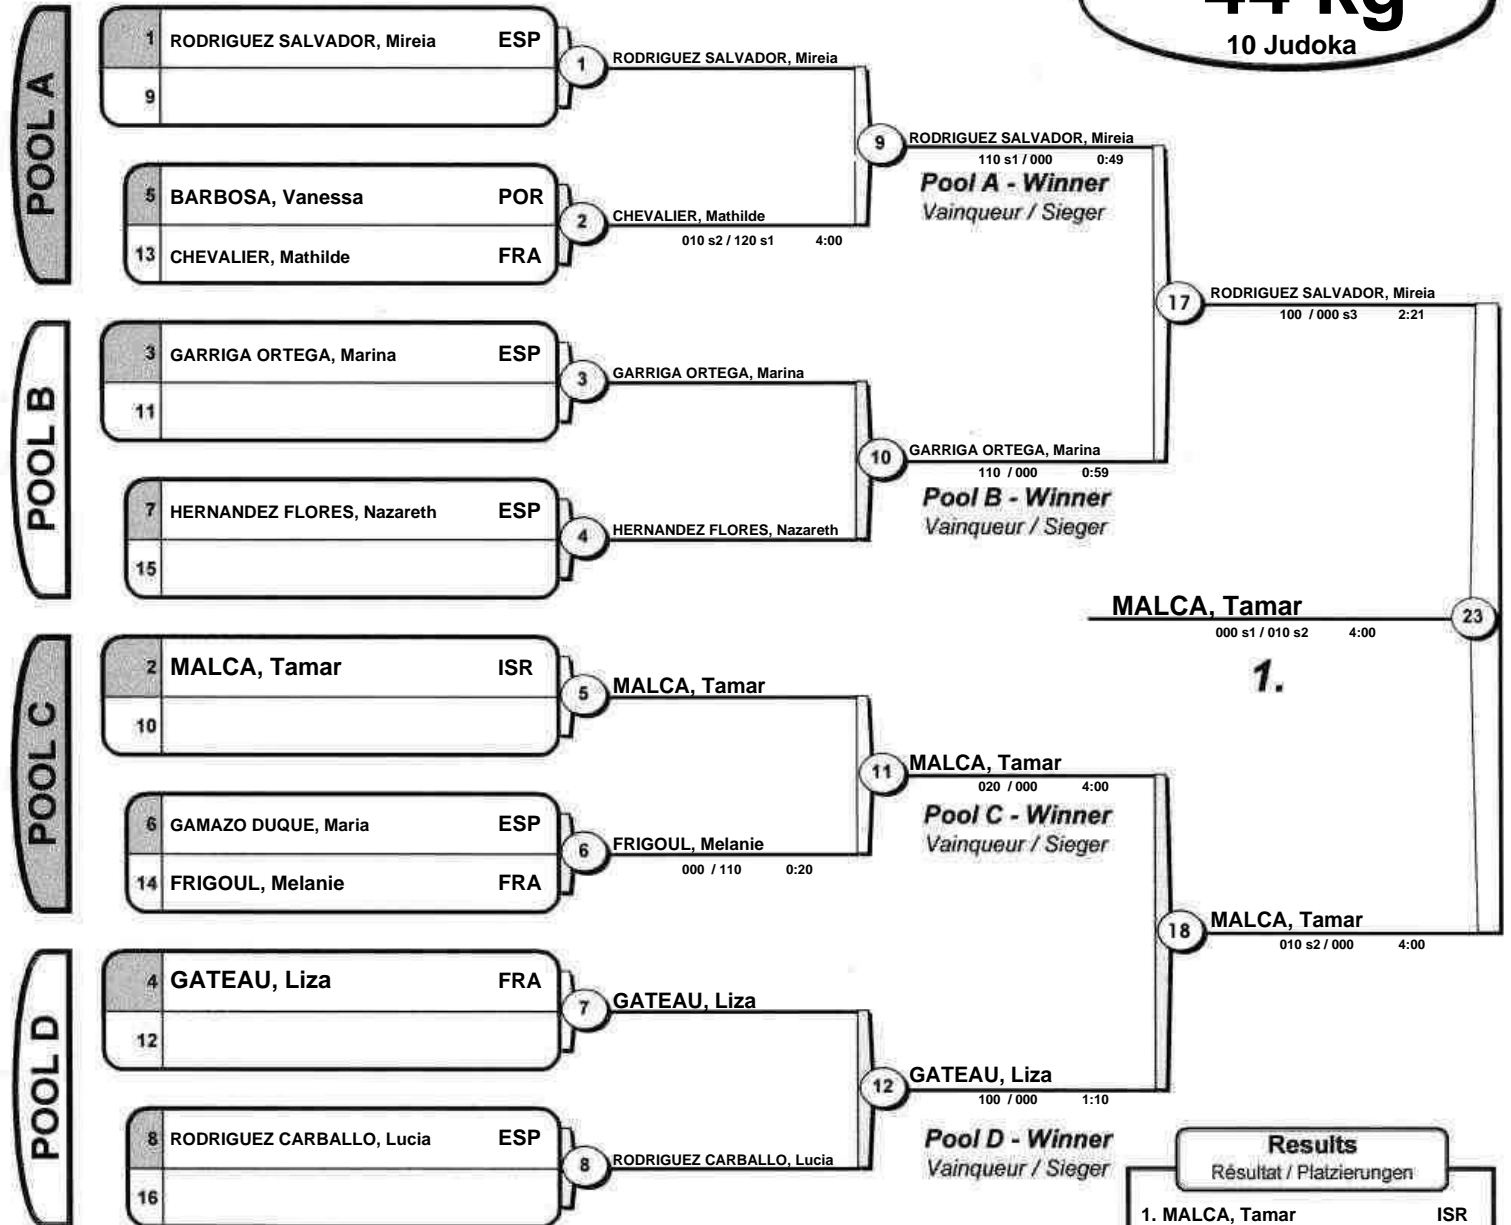 44 kg
10 Judoka
POOL A
1 RODRIGUEZ SALVADOR, Mireia ESP
9
5 BARBOSA, Vanessa POR
13 CHEVALIER, Mathilde FRA
1 RODRIGUEZ SALVADOR, Mireia
2 CHEVALIER, Mathilde
010 s2 / 120 s1 4:00
9 RODRIGUEZ SALVADOR, Mireia
110 s1 / 000 0:49
Pool A - Winner
Vainqueur / Sieger
POOL B
3 GARRIGA ORTEGA, Marina ESP
11
7 HERNANDEZ FLORES, Nazareth ESP
15
3 GARRIGA ORTEGA, Marina
4 HERNANDEZ FLORES, Nazareth
10 GARRIGA ORTEGA, Marina
110 / 000 0:59
Pool B - Winner
Vainqueur / Sieger
17 RODRIGUEZ SALVADOR, Mireia
100 / 000 s3 2:21
MALCA, Tamar 23
000 s1 / 010 s2 4:00
1.
POOL C
2 MALCA, Tamar ISR
10
6 GAMAZO DUQUE, Maria ESP
14 FRIGOUL, Melanie FRA
5 MALCA, Tamar
6 FRIGOUL, Melanie
000 / 110 0:20
11 MALCA, Tamar
020 / 000 4:00
Pool C - Winner
Vainqueur / Sieger
18 MALCA, Tamar
010 s2 / 000 4:00
POOL D
4 GATEAU, Liza FRA
12
8 RODRIGUEZ CARBALLO, Lucia ESP
16
7 GATEAU, Liza
8 RODRIGUEZ CARBALLO, Lucia
12 GATEAU, Liza
100 / 000 1:10
Pool D - Winner
Vainqueur / Sieger
Results
Résultat / Platzierungen
1. MALCA, Tamar ISR